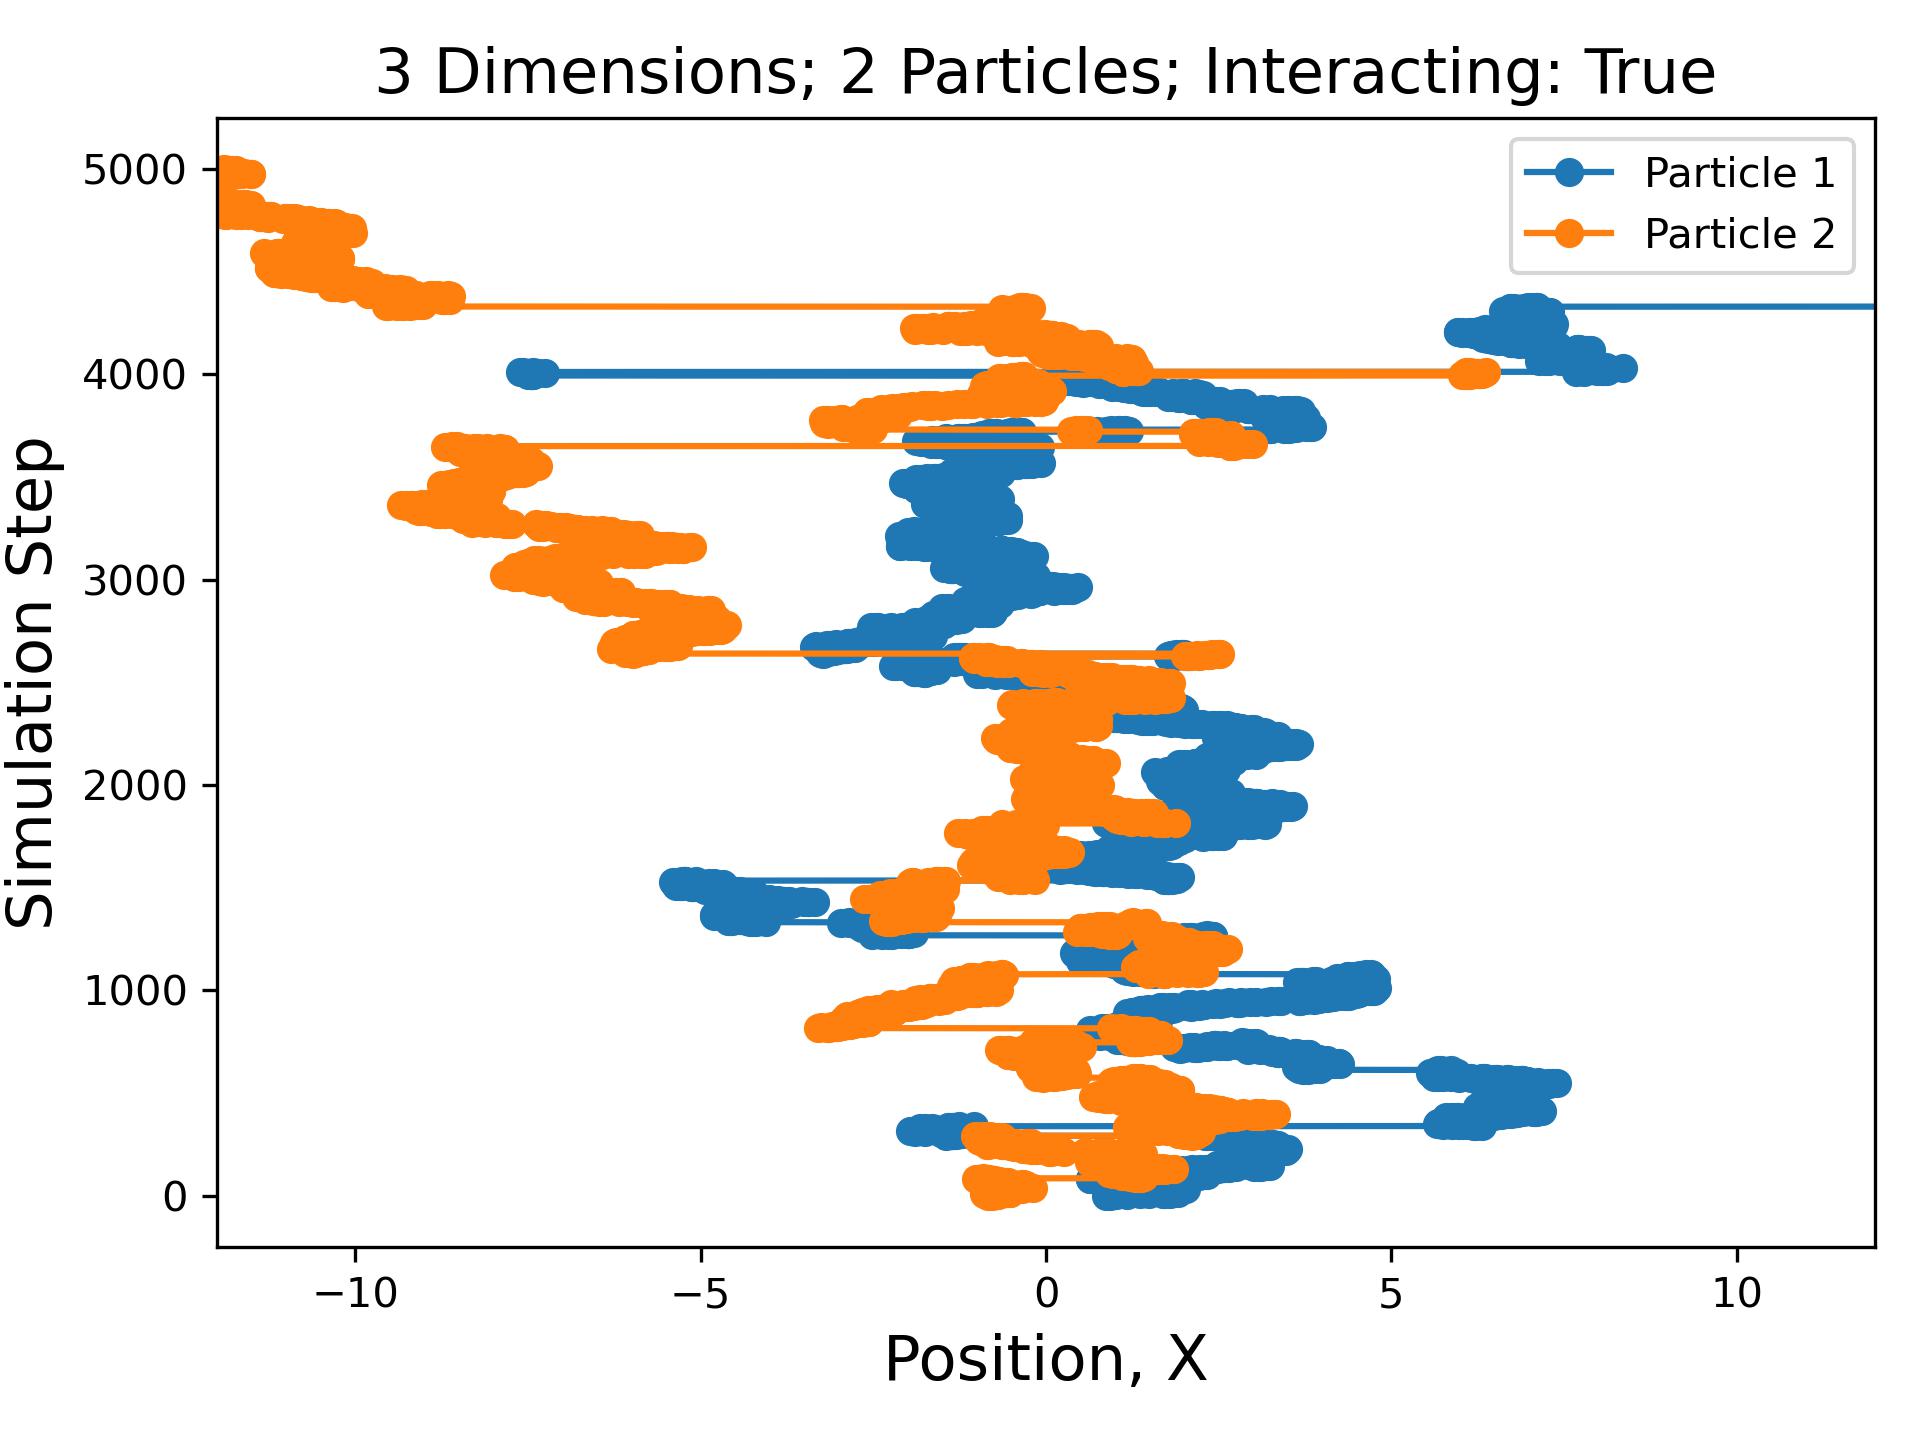 3 Dimensions; 2 Particles; Interacting: True
Particle 1
Particle 2
Simulation Step
5000
4000
3000
2000
1000
0
−10
−5
0
5
10
Position, X